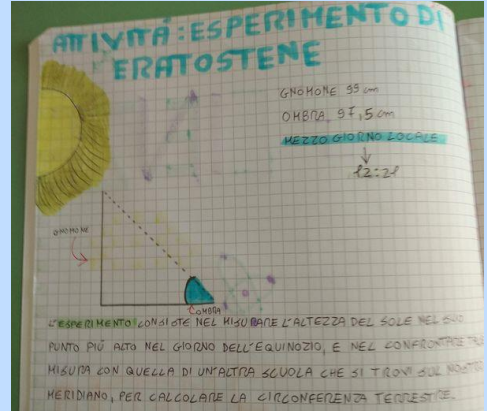 ATTIVITÁ: ESPERIMENTO DI
ERATOSTENE
GNOMONE 99 cm
OMBRA 97,5 cm
MEZZO GIORNO LOCALE
12:21
GNOMONE
OMBRA
L'ESPERIMENTO CONSISTE NEL MISURARE L'ALTEZZA DEL SOLE NEL SUO
PUNTO PIÙ ALTO NEL GIORNO DELL'EQUINOZIO, E NEL CONFRONTARE TALE
MISURA CON QUELLA DI UN'ALTRA SCUOLA CHE SI TROVI SUL NOSTRO
MERIDIANO, PER CALCOLARE LA CIRCONFERENZA TERRESTRE.